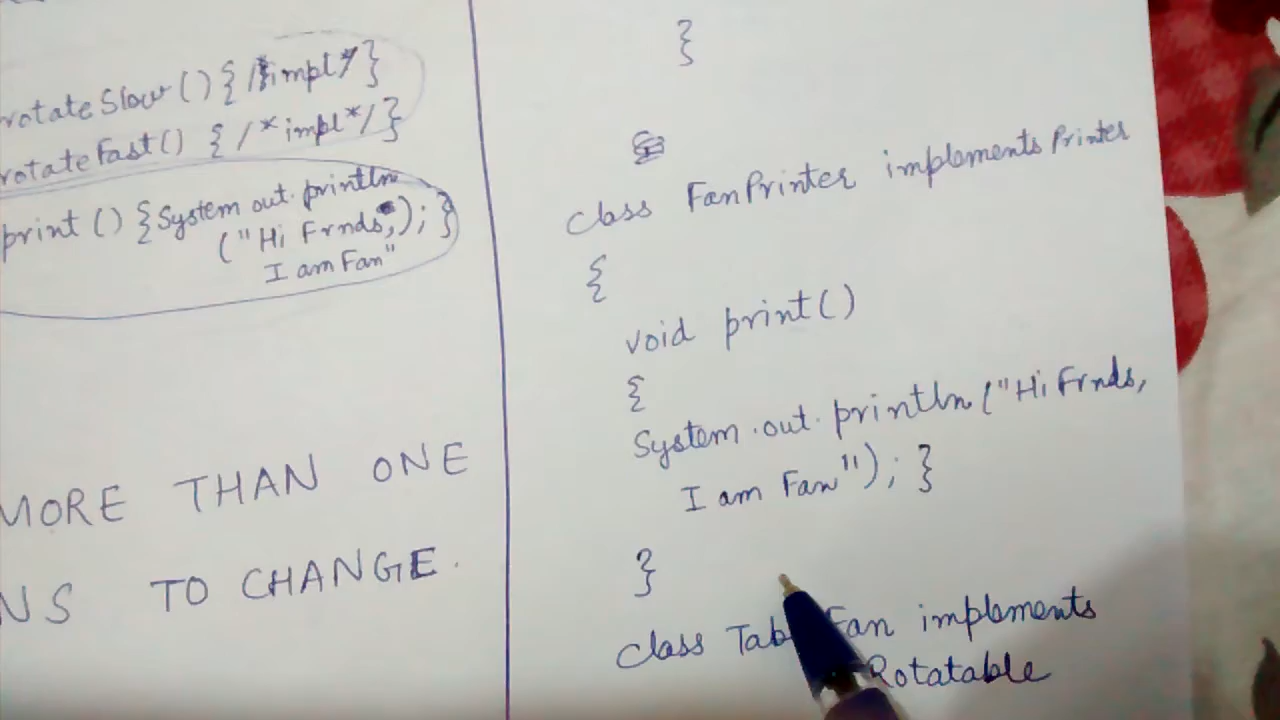 rotateSlow() { /*impl*/}
rotateFast() { /*impl*/}
print () {System out.println
("Hi Frnds,); }
I am Fan"
MORE THAN ONE
NS TO CHANGE.
}
class FanPrinter implements Printer
{
void print()
{
System.out.println("Hi Frnds,
I am Fan"); }
}
class Tab Fan implements
Rotatable